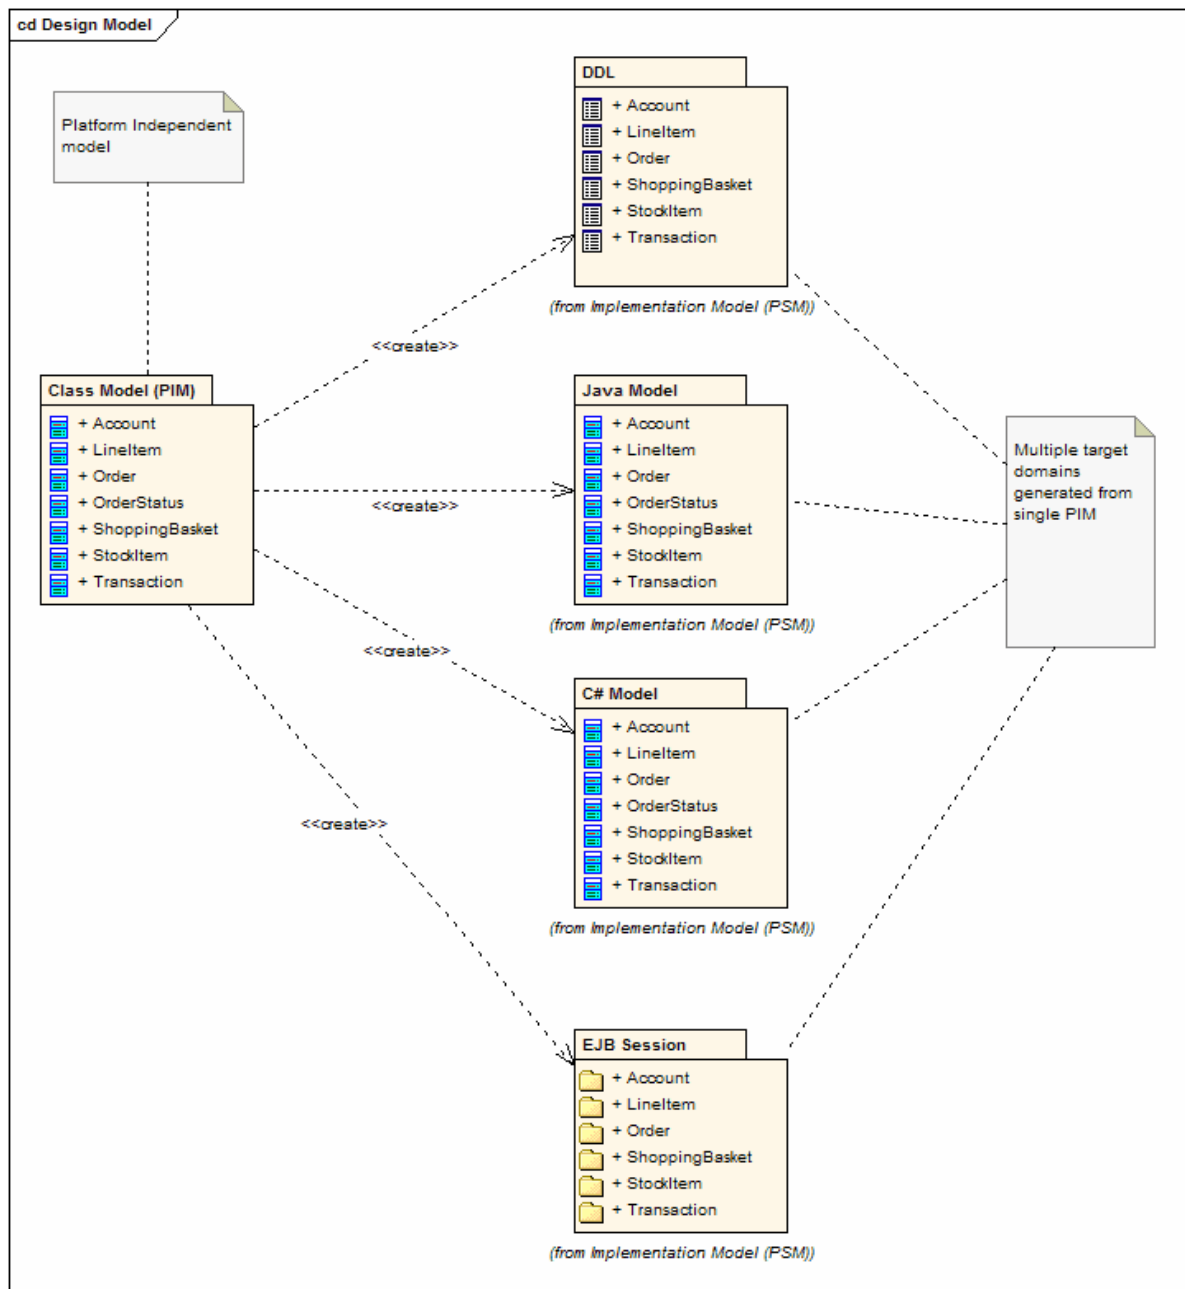 cd Design Model
Platform Independent
model
DDL
+ Account
+ LineItem
+ Order
+ ShoppingBasket
+ StockItem
+ Transaction
(from Implementation Model (PSM))
<<create>>
Class Model (PIM)
+ Account
+ LineItem
+ Order
+ OrderStatus
+ ShoppingBasket
+ StockItem
+ Transaction
<<create>>
Java Model
+ Account
+ LineItem
+ Order
+ OrderStatus
+ ShoppingBasket
+ StockItem
+ Transaction
(from Implementation Model (PSM))
Multiple target
domains
generated from
single PIM
<<create>>
C# Model
+ Account
+ LineItem
+ Order
+ OrderStatus
+ ShoppingBasket
+ StockItem
+ Transaction
(from Implementation Model (PSM))
<<create>>
EJB Session
+ Account
+ LineItem
+ Order
+ ShoppingBasket
+ StockItem
+ Transaction
(from Implementation Model (PSM))